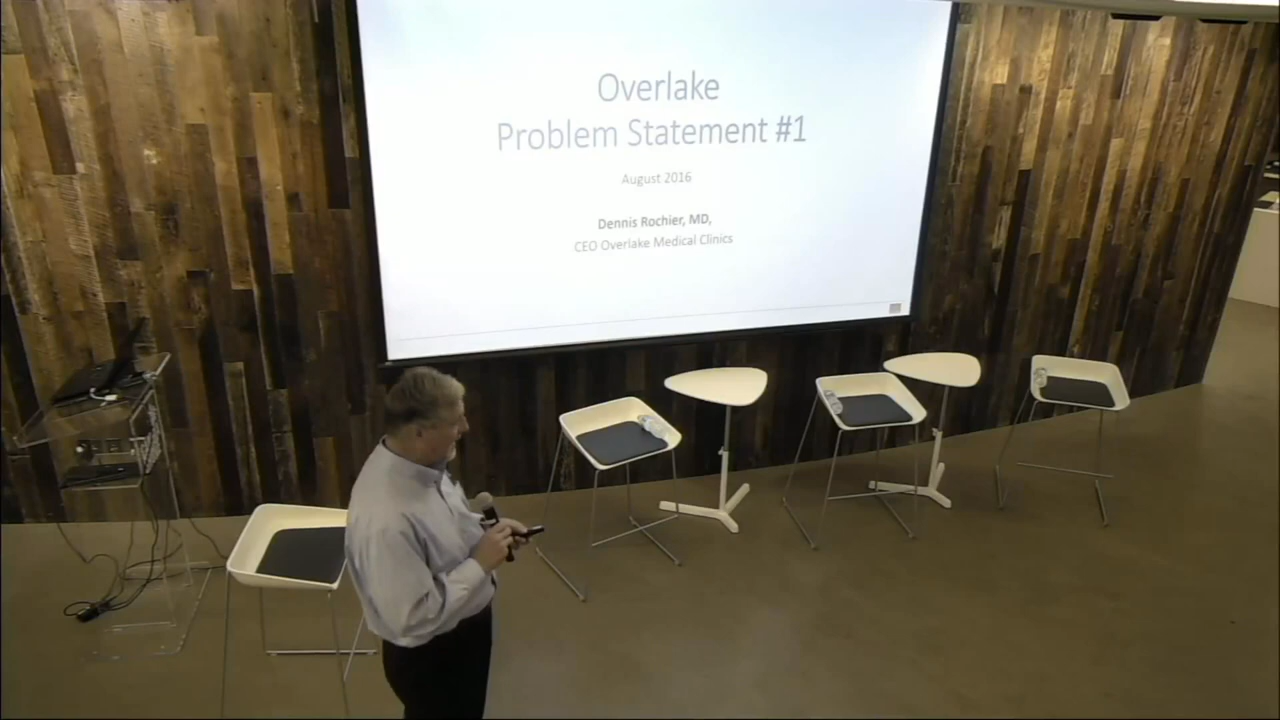 Overlake
Problem Statement #1
August 2016
Dennis Rochier, MD,
CEO Overlake Medical Clinics